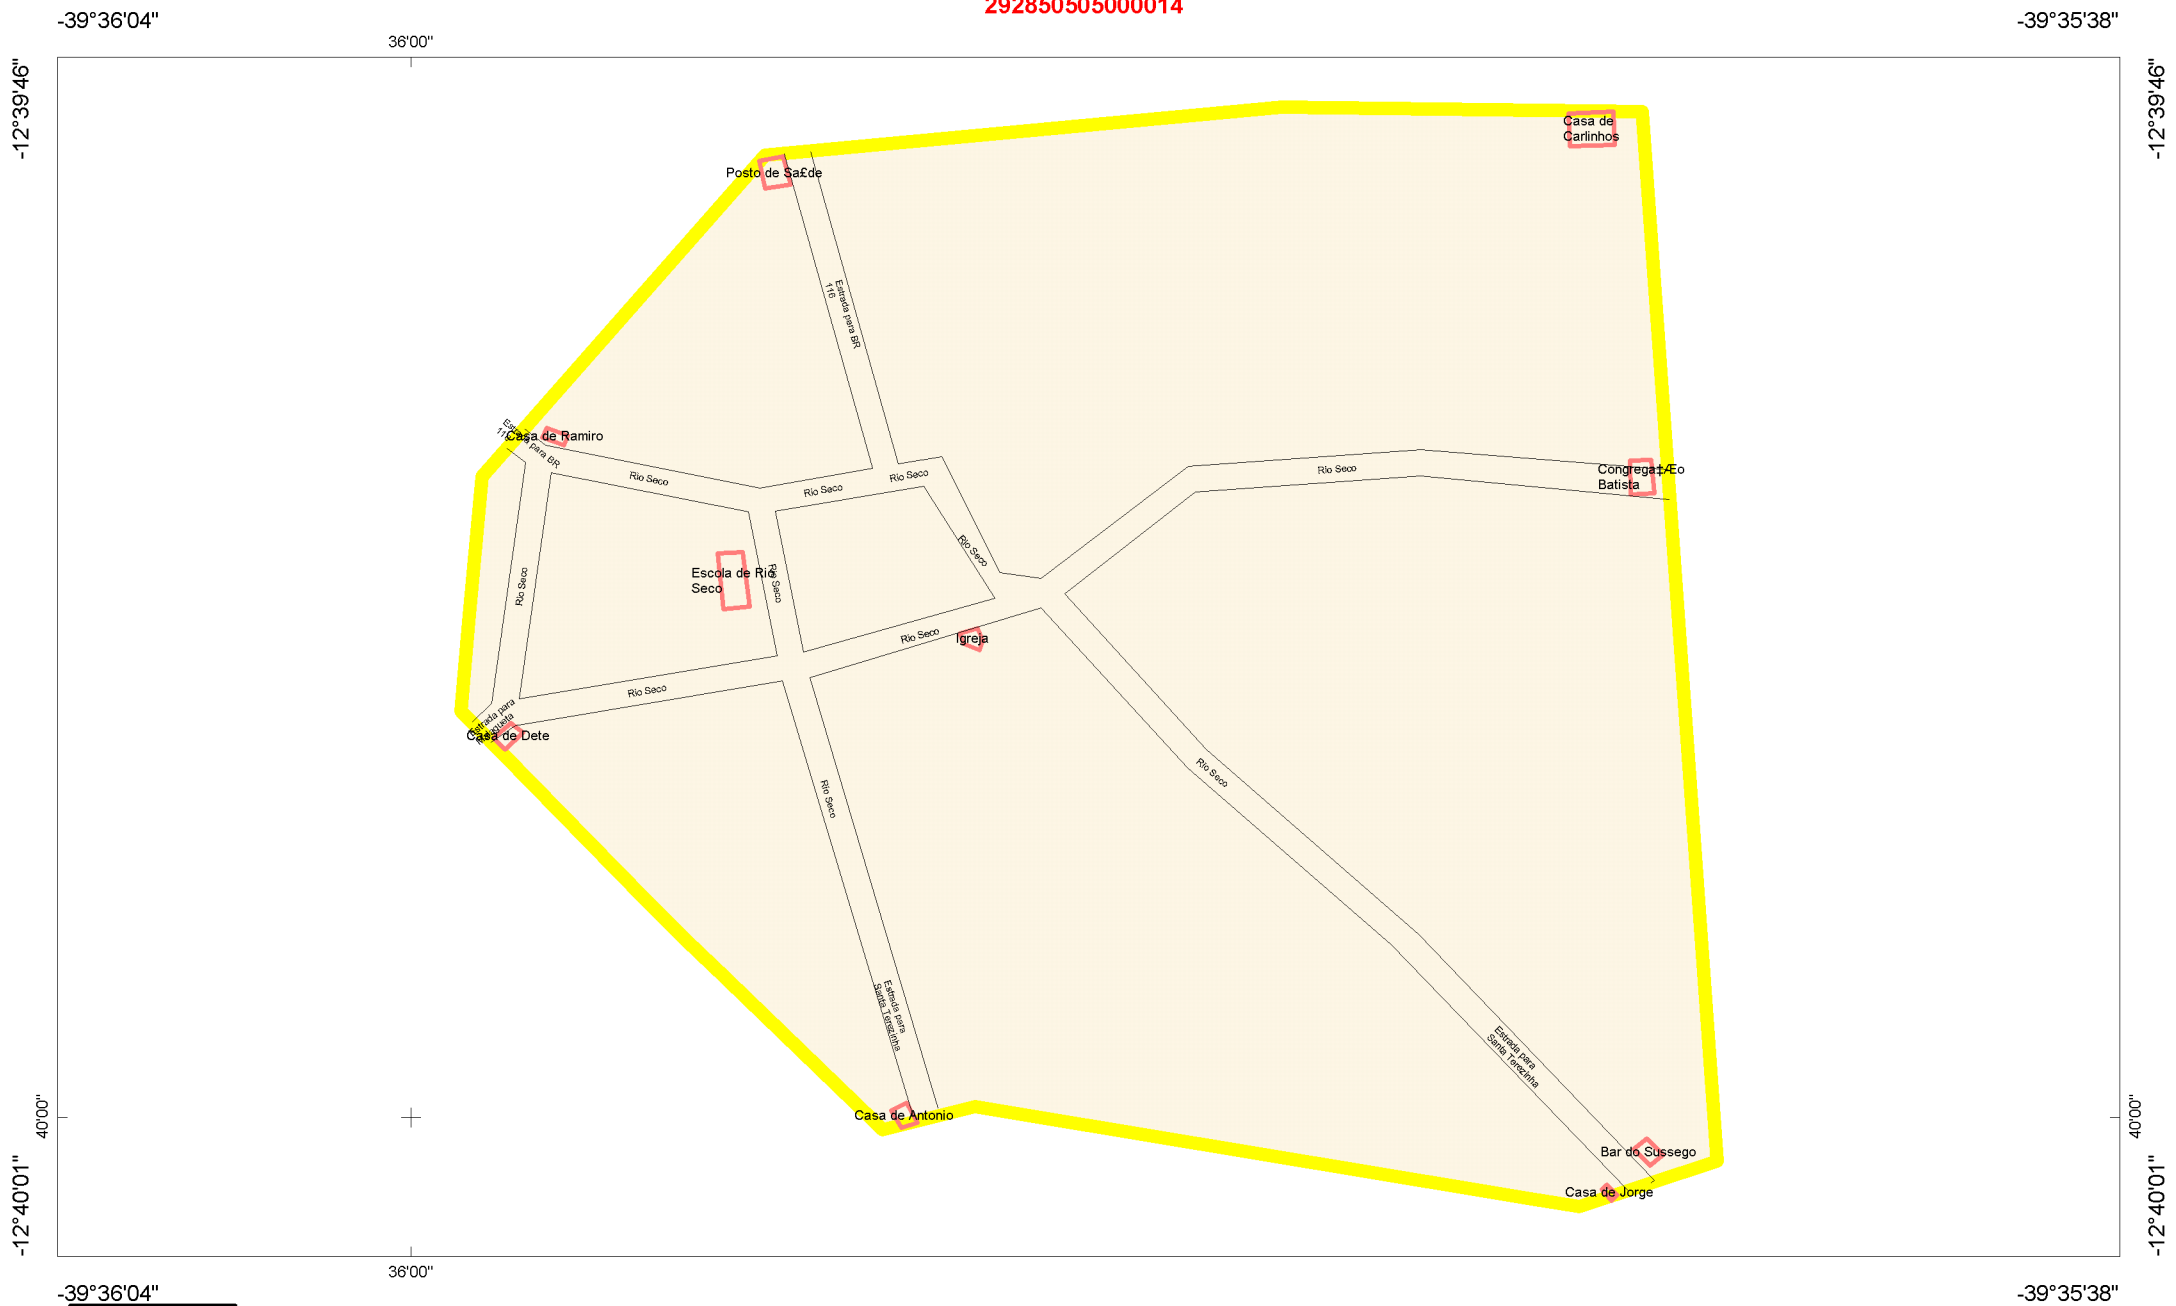 292850505000014
-39°36'04"
-39°35'38"
36'00"
-12°39'46"
-12°39'46"
Casa de
Carlinhos
Posto de Sa£de
Estrada para BR
116
Estrada para BR
Casa de Ramiro
Rio Seco
Rio Seco
Rio Seco
Rio Seco
Congrega‡Æo
Batista
Rio Seco
Rio Seco
Escola de Rio
Seco
Rio Seco
Rio Seco
Igreja
Rio Seco
Estrada para
Casa de Dete
Rio Seco
Rio Seco
Estrada para
Santa Terezinha
Estrada para
Santa Terezinha
Casa de Antonio
40'00"
40'00"
Bar do Sussego
Casa de Jorge
-12°40'01"
-12°40'01"
36'00"
-39°36'04"
-39°35'38"